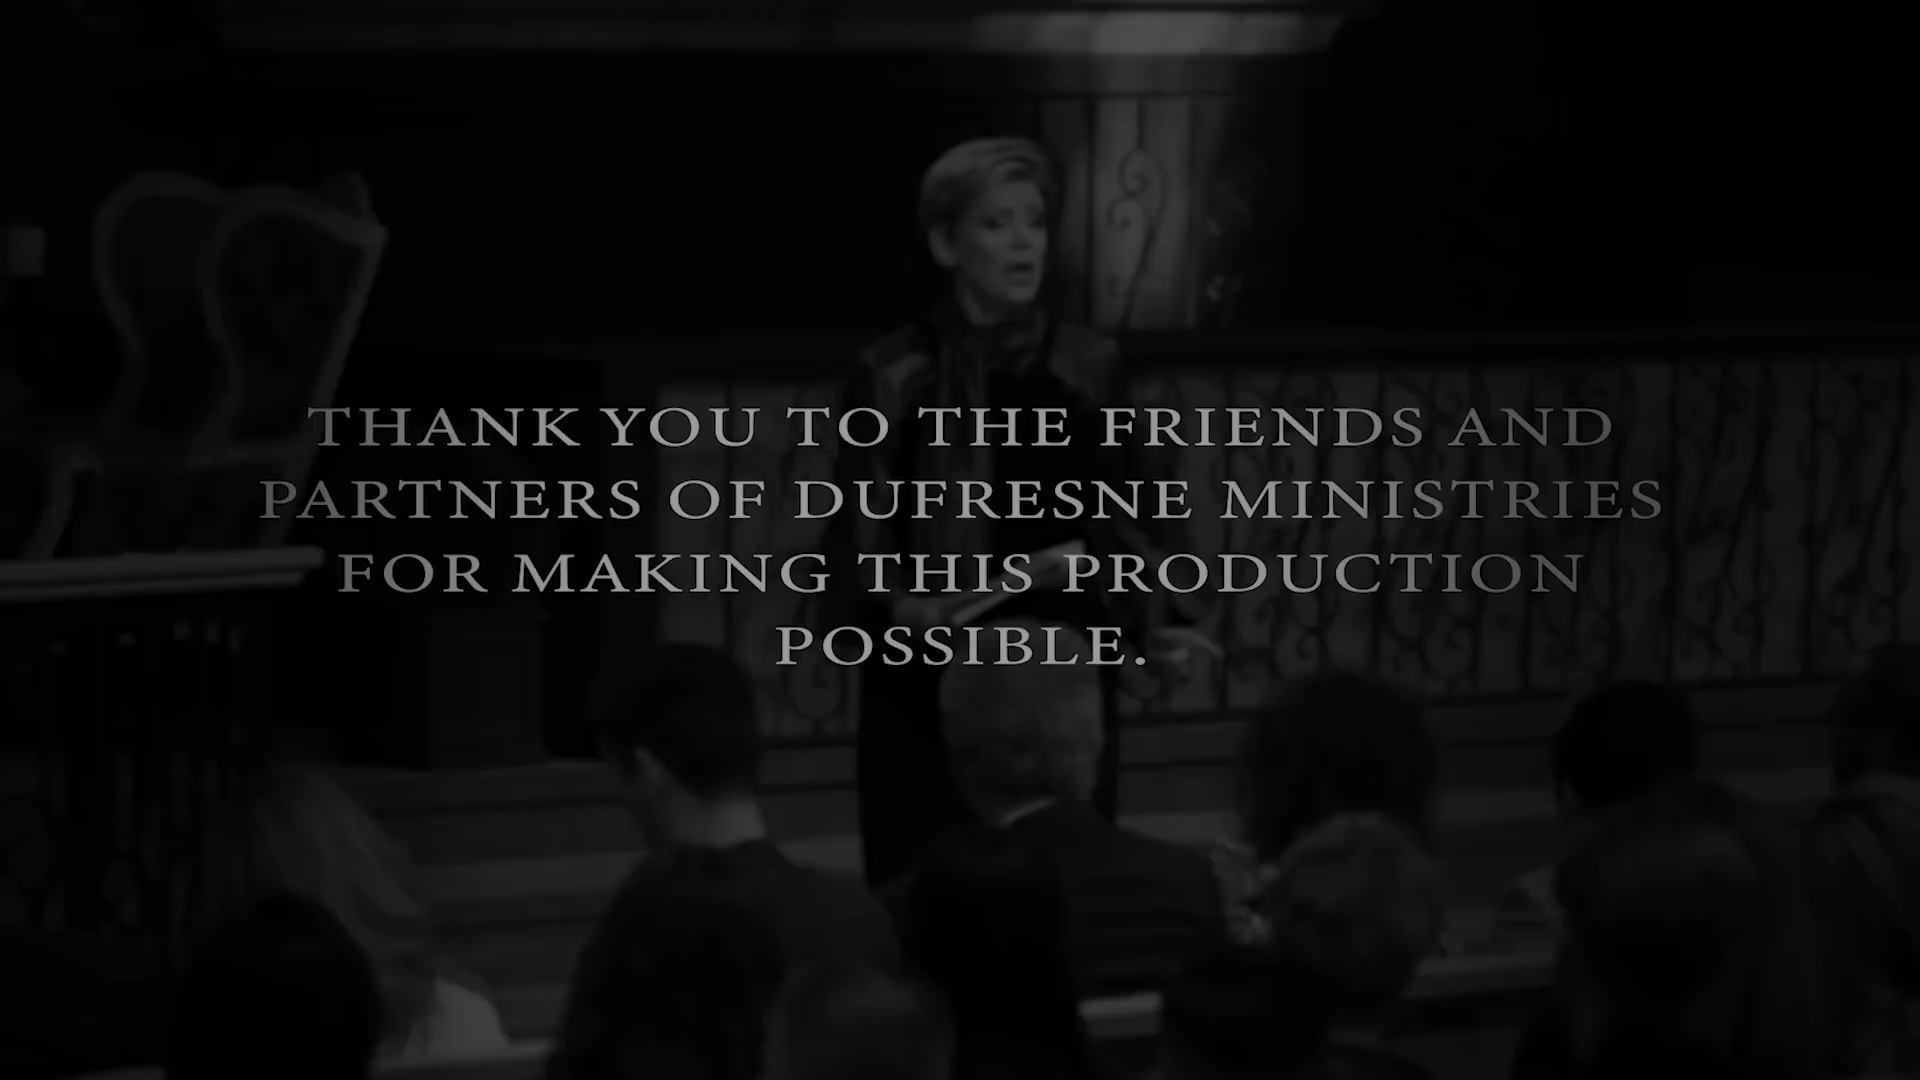 THANK YOU TO THE FRIENDS AND
PARTNERS OF DUFRESNE MINISTRIES
FOR MAKING THIS PRODUCTION
POSSIBLE.